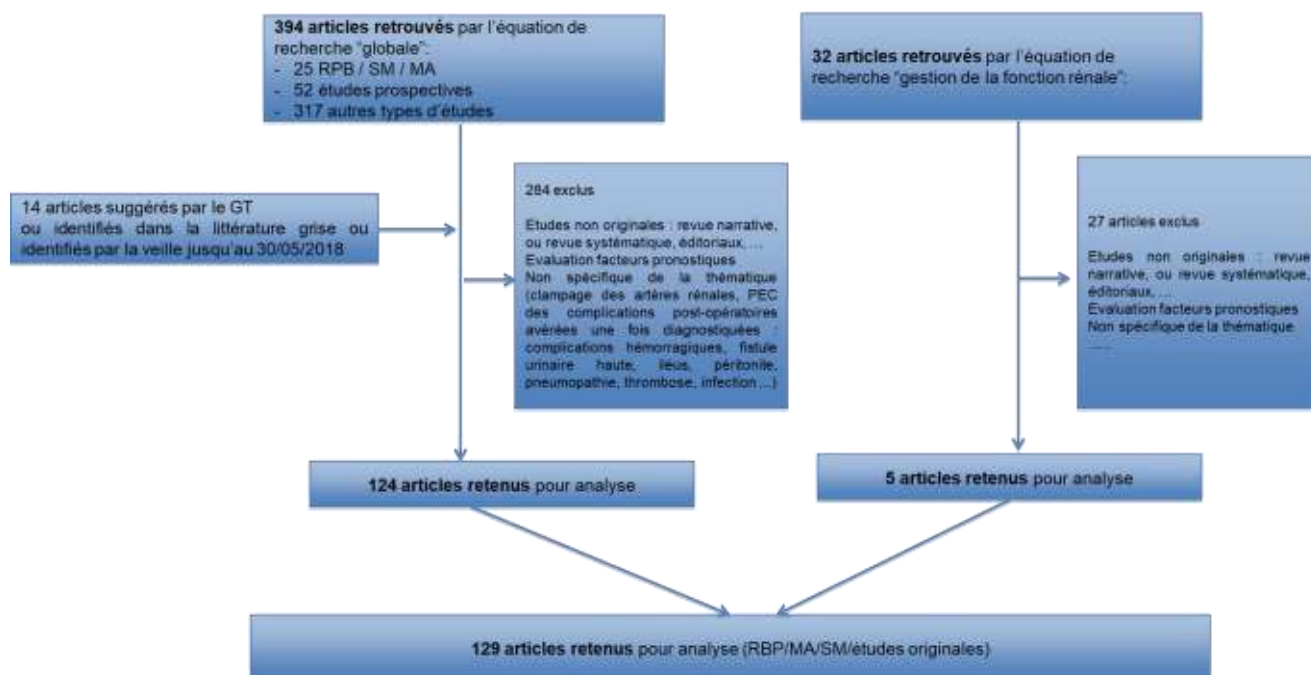 394 articles retrouvés par l'équation de
recherche "globale":
- 25 RPB / SM / MA
- 52 études prospectives
- 317 autres types d'études
32 articles retrouvés par l'équation de
recherche "gestion de la fonction rénale":
14 articles suggérés par le GT
ou identifiés dans la littérature grise ou
identifiés par la veille jusqu'au 30/05/2018
284 exclus
Etudes non originales : revue narrative,
ou revue systématique, éditoriaux, ...
Evaluation facteurs pronostiques
Non spécifique de la thématique
(clampage des artères rénales, PEC
des complications post-opératoires
avérées une fois diagnostiquées :
complications hémorragiques, fistule
urinaire haute, iléus, péritonite,
pneumopathie, thrombose, infection ...)
27 articles exclus
Etudes non originales : revue
narrative, ou revue systématique,
éditoriaux, ...
Evaluation facteurs pronostiques
Non spécifique de la thématique
......
124 articles retenus pour analyse
5 articles retenus pour analyse
129 articles retenus pour analyse (RBP/MA/SM/études originales)